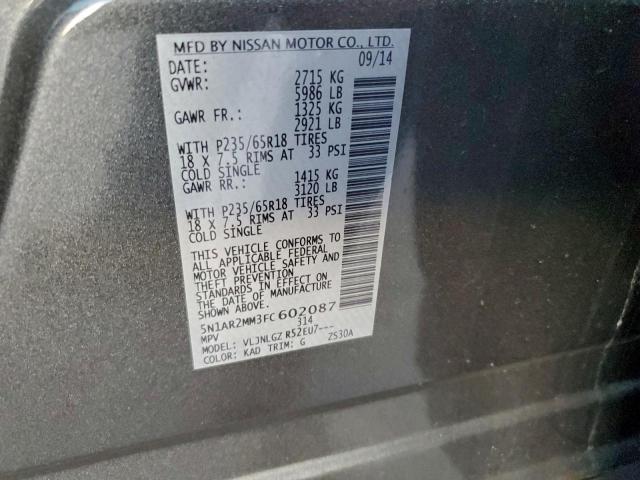 MFD BY NISSAN MOTOR CO., LTD.
DATE: 09/14
GVWR: 2715 KG
5986 LB
GAWR FR.: 1325 KG
2921 LB
WITH P235/65R18 TIRES
18 X 7.5 RIMS AT 33 PSI
COLD SINGLE
GAWR RR.: 1415 KG
3120 LB
WITH P235/65R18 TIRES
18 X 7.5 RIMS AT 33 PSI
COLD SINGLE
THIS VEHICLE CONFORMS TO
ALL APPLICABLE FEDERAL
MOTOR VEHICLE SAFETY AND
THEFT PREVENTION
STANDARDS IN EFFECT ON
THE DATE OF MANUFACTURE
SHOWN ABOVE.
5N1AR2MM3FC602087
MPV 314
MODEL: VLJNLGZ R52EU7---
COLOR: KAD TRIM: G ZS30A